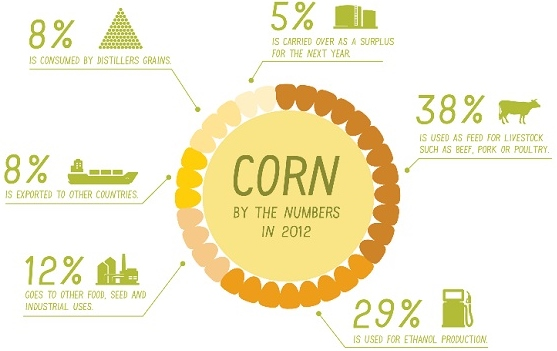 8%
IS CONSUMED BY DISTILLERS GRAINS.
5%
IS CARRIED OVER AS A SURPLUS
FOR THE NEXT YEAR.
38%
IS USED AS FEED FOR LIVESTOCK
SUCH AS BEEF, PORK OR POULTRY.
CORN
BY THE NUMBERS
IN 2012
8%
IS EXPORTED TO OTHER COUNTRIES.
12%
GOES TO OTHER FOOD, SEED AND
INDUSTRIAL USES.
29%
IS USED FOR ETHANOL PRODUCTION.